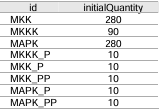 id initialQuantity
MKK 280
MKKK 90
MAPK 280
MKKK_P 10
MKK_P 10
MKK_PP 10
MAPK_P 10
MAPK_PP 10